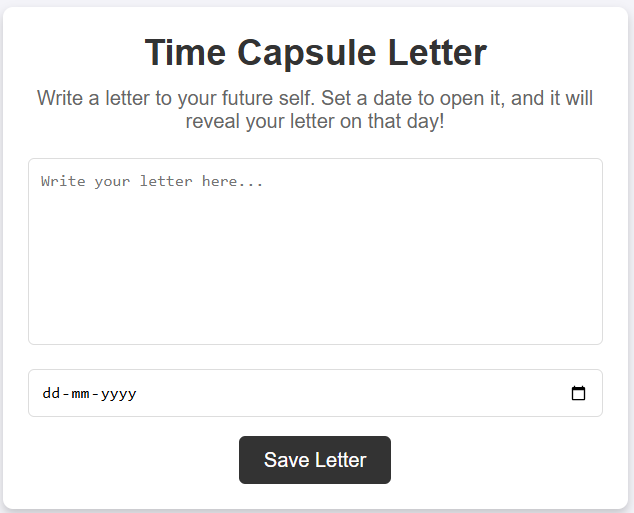 Time Capsule Letter
Write a letter to your future self. Set a date to open it, and it will
reveal your letter on that day!
Write your letter here...
dd-mm-yyyy
Save Letter